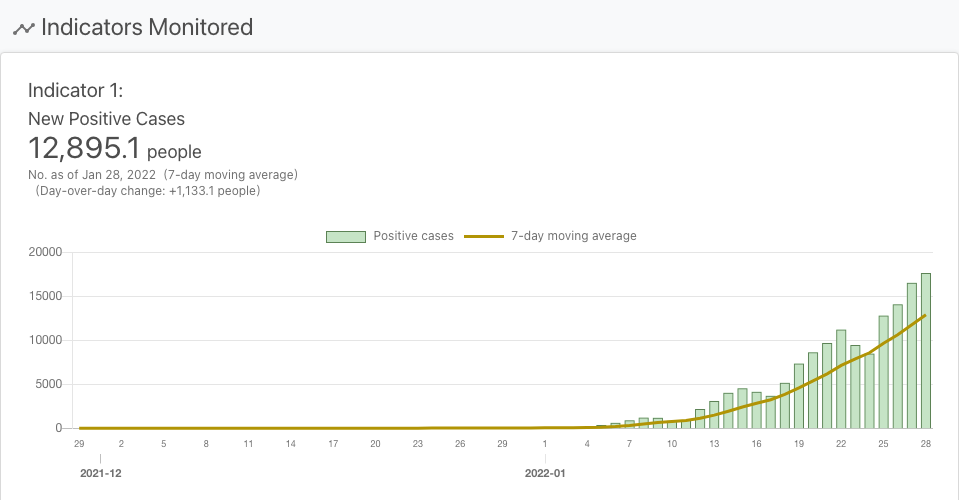 Indicators Monitored
Indicator 1:
New Positive Cases
12,895.1 people
No. as of Jan 28, 2022 (7-day moving average)
(Day-over-day change: +1,133.1 people)
Positive cases 7-day moving average
20000
15000
10000
5000
0
29 2 5 8 11 14 17 20 23 26 29 1 4 7 10 13 16 19 22 25 28
2021-12 2022-01